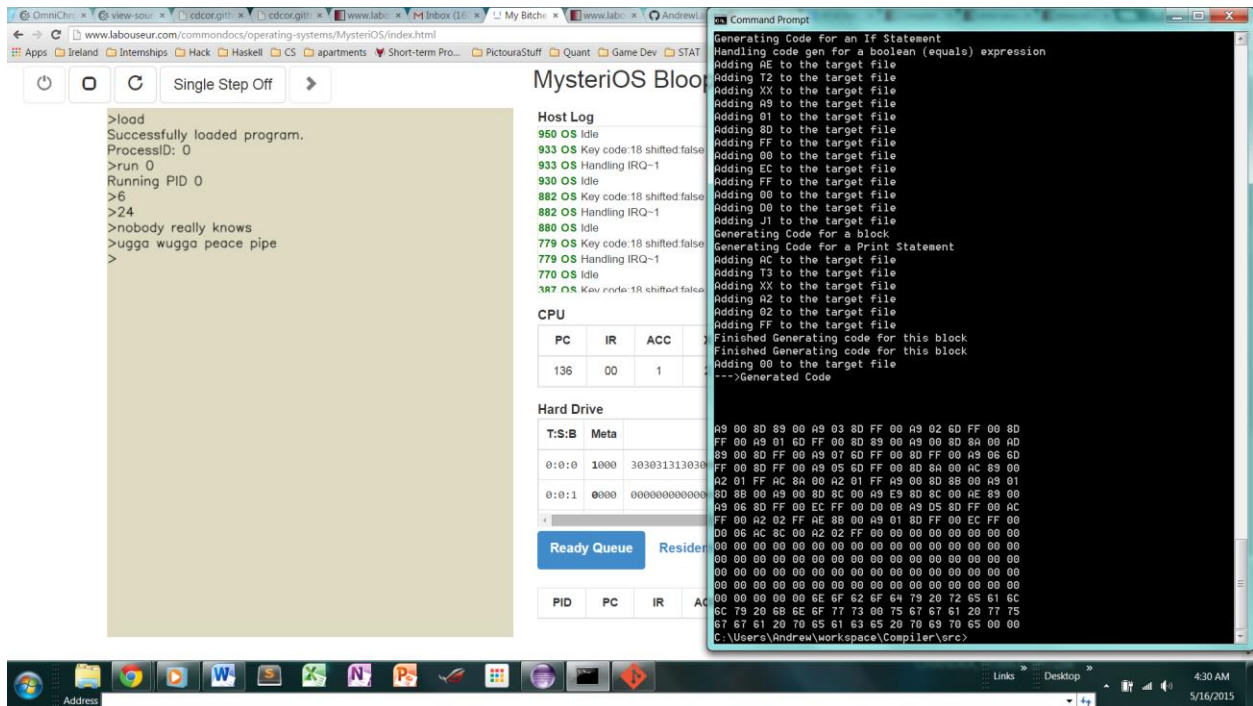 view-sour
cdcor.gith
cdcor.gith
www.labo
M Inbox (16
My Bitche
www.labo
www.labouseur.com/commondocs/operating-systems/MysteriOS/index.html
Apps Ireland Internships Hack Haskell CS apartments Short-term Pro... PictouraStuff Quant Game Dev STAT
Single Step Off
>load
Successfully loaded program.
ProcessID: 0
>run 0
Running PID 0
>6
>24
>nobody really knows
>ugga wugga peace pipe
>
MysteriOS Bloop
Host Log
950 OS Idle
933 OS Key code:18 shifted:false
933 OS Handling IRQ~1
930 OS Idle
882 OS Key code:18 shifted:false
882 OS Handling IRQ~1
880 OS Idle
779 OS Key code:18 shifted:false
779 OS Handling IRQ~1
770 OS Idle
387 OS Key code:18 shifted:false
CPU
PC IR ACC
136 00 1
Hard Drive
T:S:B Meta
0:0:0 1000 30303131303
0:0:1 0000 00000000000
Ready Queue Residen
PID PC IR AC
Command Prompt
Generating Code for an If Statement
Handling code gen for a boolean (equals) expression
Adding AE to the target file
Adding T2 to the target file
Adding XX to the target file
Adding A9 to the target file
Adding 01 to the target file
Adding 8D to the target file
Adding FF to the target file
Adding 00 to the target file
Adding EC to the target file
Adding FF to the target file
Adding 00 to the target file
Adding D0 to the target file
Adding J1 to the target file
Generating Code for a block
Generating Code for a Print Statement
Adding AC to the target file
Adding T3 to the target file
Adding XX to the target file
Adding A2 to the target file
Adding 02 to the target file
Adding FF to the target file
Finished Generating code for this block
Finished Generating code for this block
Adding 00 to the target file
--->Generated Code
A9 00 8D 89 00 A9 03 8D FF 00 A9 02 6D FF 00 8D
FF 00 A9 01 6D FF 00 8D 89 00 A9 00 8D 8A 00 AD
89 00 8D FF 00 A9 07 6D FF 00 8D FF 00 A9 06 6D
FF 00 8D FF 00 A9 05 6D FF 00 8D 8A 00 AC 89 00
A2 01 FF AC 8A 00 A2 01 FF A9 00 8D 8B 00 A9 01
8D 8B 00 A9 00 8D 8C 00 A9 E9 8D 8C 00 AE 89 00
A9 06 8D FF 00 EC FF 00 D0 0B A9 D5 8D FF 00 AC
FF 00 A2 02 FF AE 8B 00 A9 01 8D FF 00 EC FF 00
D0 06 AC 8C 00 A2 02 FF 00 00 00 00 00 00 00 00
00 00 00 00 00 00 00 00 00 00 00 00 00 00 00 00
00 00 00 00 00 00 00 00 00 00 00 00 00 00 00 00
00 00 00 00 00 00 00 00 00 00 00 00 00 00 00 00
00 00 00 00 00 00 00 00 00 00 00 00 00 00 00 00
00 00 00 00 00 6E 6F 62 6F 64 79 20 72 65 61 6C
6C 79 20 6B 6E 6F 77 73 00 75 67 67 61 20 77 75
67 67 61 20 70 65 61 63 65 20 70 69 70 65 00 00
C:\Users\Andrew\workspace\Compiler\src>
Address
Links
Desktop
4:30 AM
5/16/2015